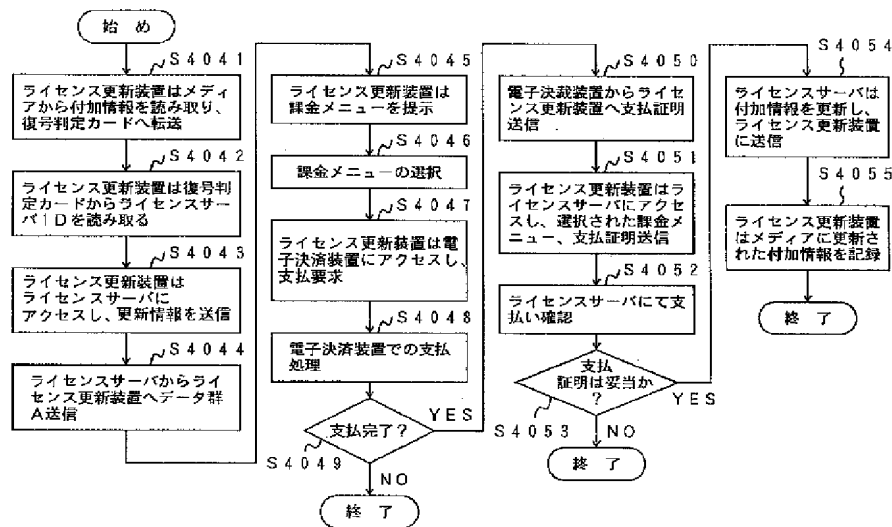 始め
S4041
ライセンス更新装置はメディ
アから付加情報を読み取り、
復号判定カードへ転送
S4042
ライセンス更新装置は復号判
定カードからライセンスサー
バIDを読み取る
S4043
ライセンス更新装置は
ライセンスサーバに
アクセスし、更新情報を送信
S4044
ライセンスサーバからライ
センス更新装置へデータ群
A送信
S4045
ライセンス更新装置は
課金メニューを提示
S4046
課金メニューの選択
S4047
ライセンス更新装置は電
子決済装置にアクセスし、
支払要求
S4048
電子決済装置での支払
処理
支払完了?
YES
S4049
NO
終了
S4050
電子決裁装置からライセ
ンス更新装置へ支払証明
送信
S4051
ライセンス更新装置はライ
センスサーバにアクセス
し、選択された課金メ
ニュー、支払証明送信
S4052
ライセンスサーバにて支
払い確認
支払
証明は妥当か
?
YES
S4053
NO
終了
S4054
ライセンスサーバは
付加情報を更新し、
ライセンス更新装置
に送信
S4055
ライセンス更新装置
はメディアに更新さ
れた付加情報を記録
終了